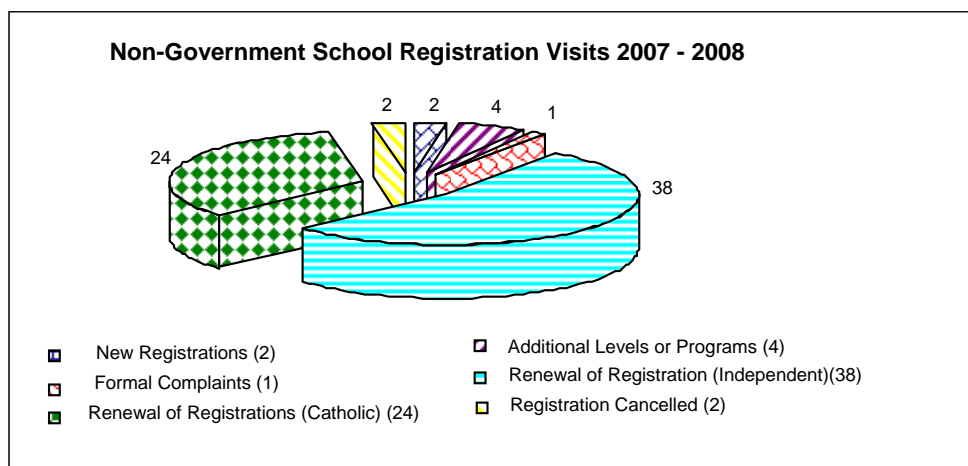 Non-Government School Registration Visits 2007 - 2008
2 2 4 1
24
38
New Registrations (2)
Additional Levels or Programs (4)
Formal Complaints (1)
Renewal of Registration (Independent)(38)
Renewal of Registrations (Catholic) (24)
Registration Cancelled (2)